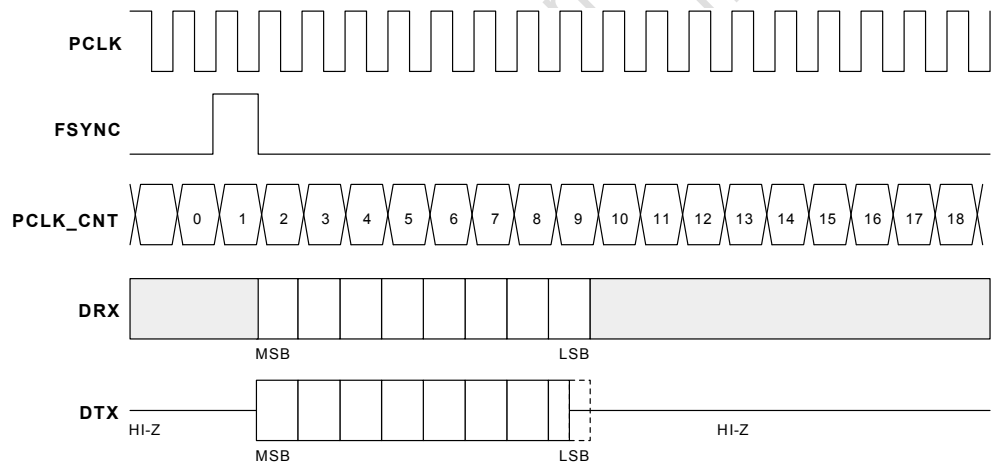 PCLK
FSYNC
PCLK_CNT 0 1 2 3 4 5 6 7 8 9 10 11 12 13 14 15 16 17 18
DRX
MSB LSB
DTX
HI-Z HI-Z
MSB LSB